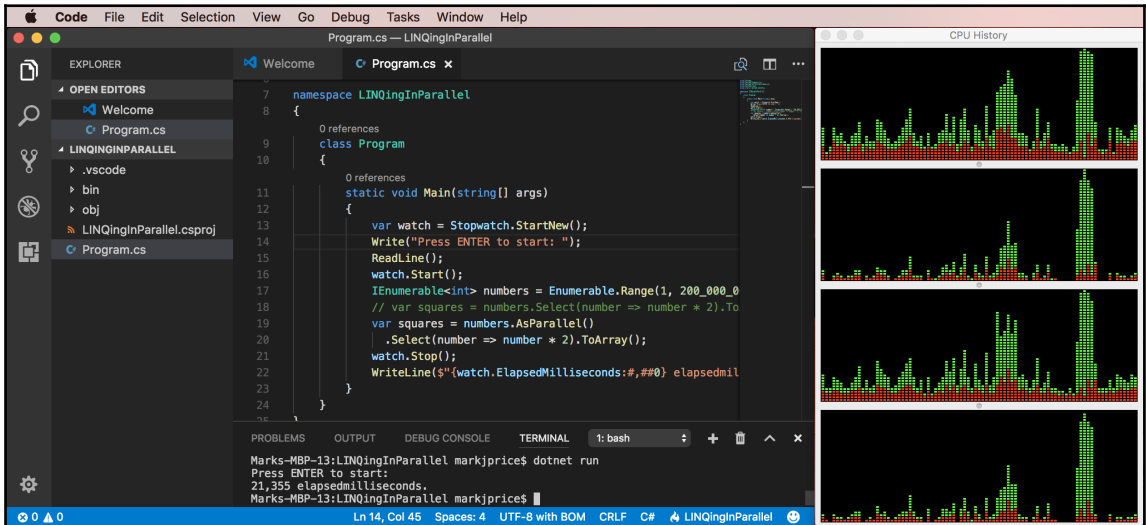 Code File Edit Selection View Go Debug Tasks Window Help
Program.cs — LINQingInParallel
CPU History
EXPLORER
OPEN EDITORS
Welcome
Program.cs
LINQINGINPARALLEL
.vscode
bin
obj
LINQingInParallel.csproj
Program.cs
Welcome
Program.cs
7 namespace LINQingInParallel
8 {
0 references
9 class Program
10 {
0 references
11 static void Main(string[] args)
12 {
13 var watch = Stopwatch.StartNew();
14 Write("Press ENTER to start: ");
15 ReadLine();
16 watch.Start();
17 IEnumerable<int> numbers = Enumerable.Range(1, 200_000_0
18 // var squares = numbers.Select(number => number * 2).To
19 var squares = numbers.AsParallel()
20 .Select(number => number * 2).ToArray();
21 watch.Stop();
22 WriteLine($"{watch.ElapsedMilliseconds:#,##0} elapsedmil
23 }
24 }
25 }
PROBLEMS OUTPUT DEBUG CONSOLE TERMINAL 1: bash
Marks-MBP-13:LINQingInParallel markjprice$ dotnet run
Press ENTER to start:
21,355 elapsedmilliseconds.
Marks-MBP-13:LINQingInParallel markjprice$
0 0 Ln 14, Col 45 Spaces: 4 UTF-8 with BOM CRLF C# LINQingInParallel